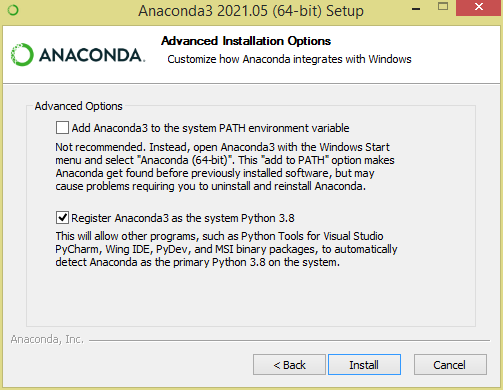 Anaconda3 2021.05 (64-bit) Setup
ANACONDA.
Advanced Installation Options
Customize how Anaconda integrates with Windows
Advanced Options
Add Anaconda3 to the system PATH environment variable
Not recommended. Instead, open Anaconda3 with the Windows Start
menu and select "Anaconda (64-bit)". This "add to PATH" option makes
Anaconda get found before previously installed software, but may
cause problems requiring you to uninstall and reinstall Anaconda.
Register Anaconda3 as the system Python 3.8
This will allow other programs, such as Python Tools for Visual Studio
PyCharm, Wing IDE, PyDev, and MSI binary packages, to automatically
detect Anaconda as the primary Python 3.8 on the system.
Anaconda, Inc.
< Back
Install
Cancel